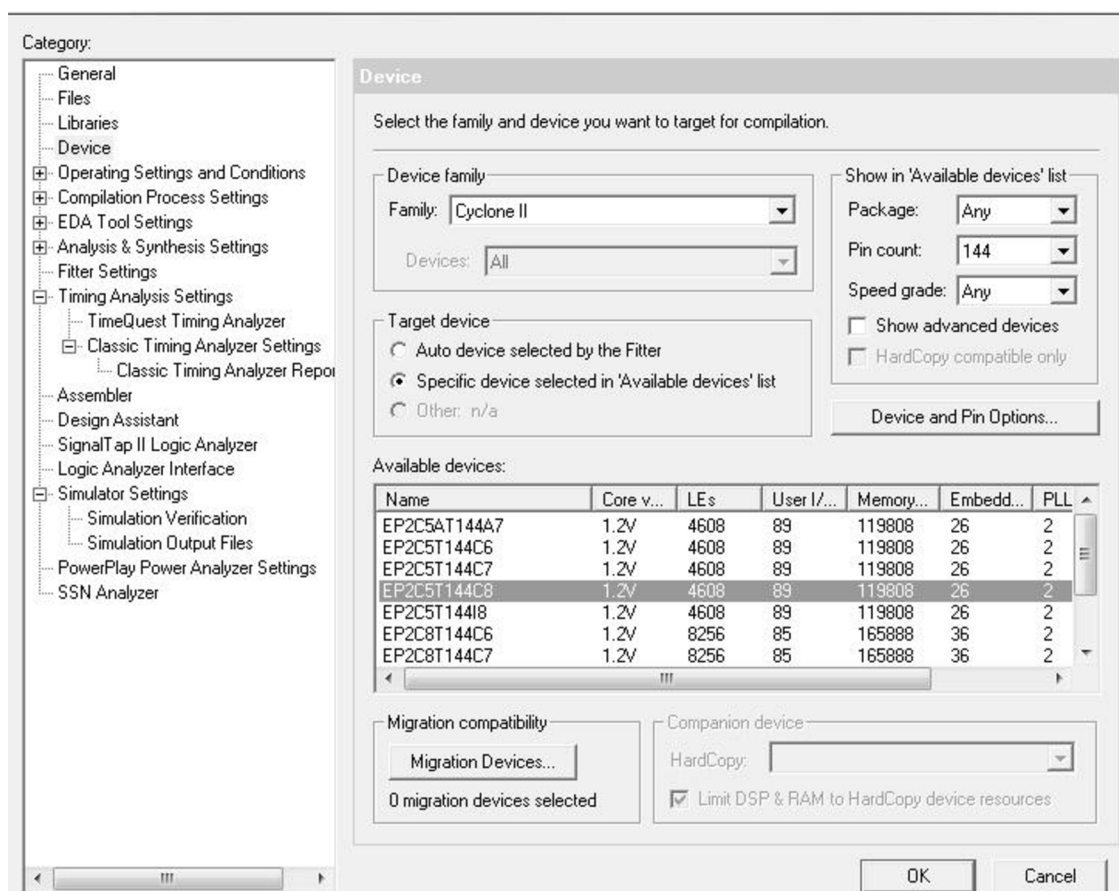 Category:
General
Files
Libraries
Device
Operating Settings and Conditions
Compilation Process Settings
EDA Tool Settings
Analysis & Synthesis Settings
Fitter Settings
Timing Analysis Settings
TimeQuest Timing Analyzer
Classic Timing Analyzer Settings
Classic Timing Analyzer Repo
Assembler
Design Assistant
SignalTap II Logic Analyzer
Logic Analyzer Interface
Simulator Settings
Simulation Verification
Simulation Output Files
PowerPlay Power Analyzer Settings
SSN Analyzer
Device
Select the family and device you want to target for compilation.
Device family
Family: Cyclone II
Devices: All
Target device
Auto device selected by the Fitter
Specific device selected in 'Available devices' list
Other: n/a
Show in 'Available devices' list
Package: Any
Pin count: 144
Speed grade: Any
Show advanced devices
HardCopy compatible only
Device and Pin Options...
Available devices:
Name Core v... LEs User I/... Memory... Embedd... PLL
EP2C5AT144A7 1.2V 4608 89 119808 26 2
EP2C5T144C6 1.2V 4608 89 119808 26 2
EP2C5T144C7 1.2V 4608 89 119808 26 2
EP2C5T144C8 1.2V 4608 89 119808 26 2
EP2C5T144I8 1.2V 4608 89 119808 26 2
EP2C8T144C6 1.2V 8256 85 165888 36 2
EP2C8T144C7 1.2V 8256 85 165888 36 2
Migration compatibility
Migration Devices...
0 migration devices selected
Companion device
HardCopy:
Limit DSP & RAM to HardCopy device resources
OK Cancel